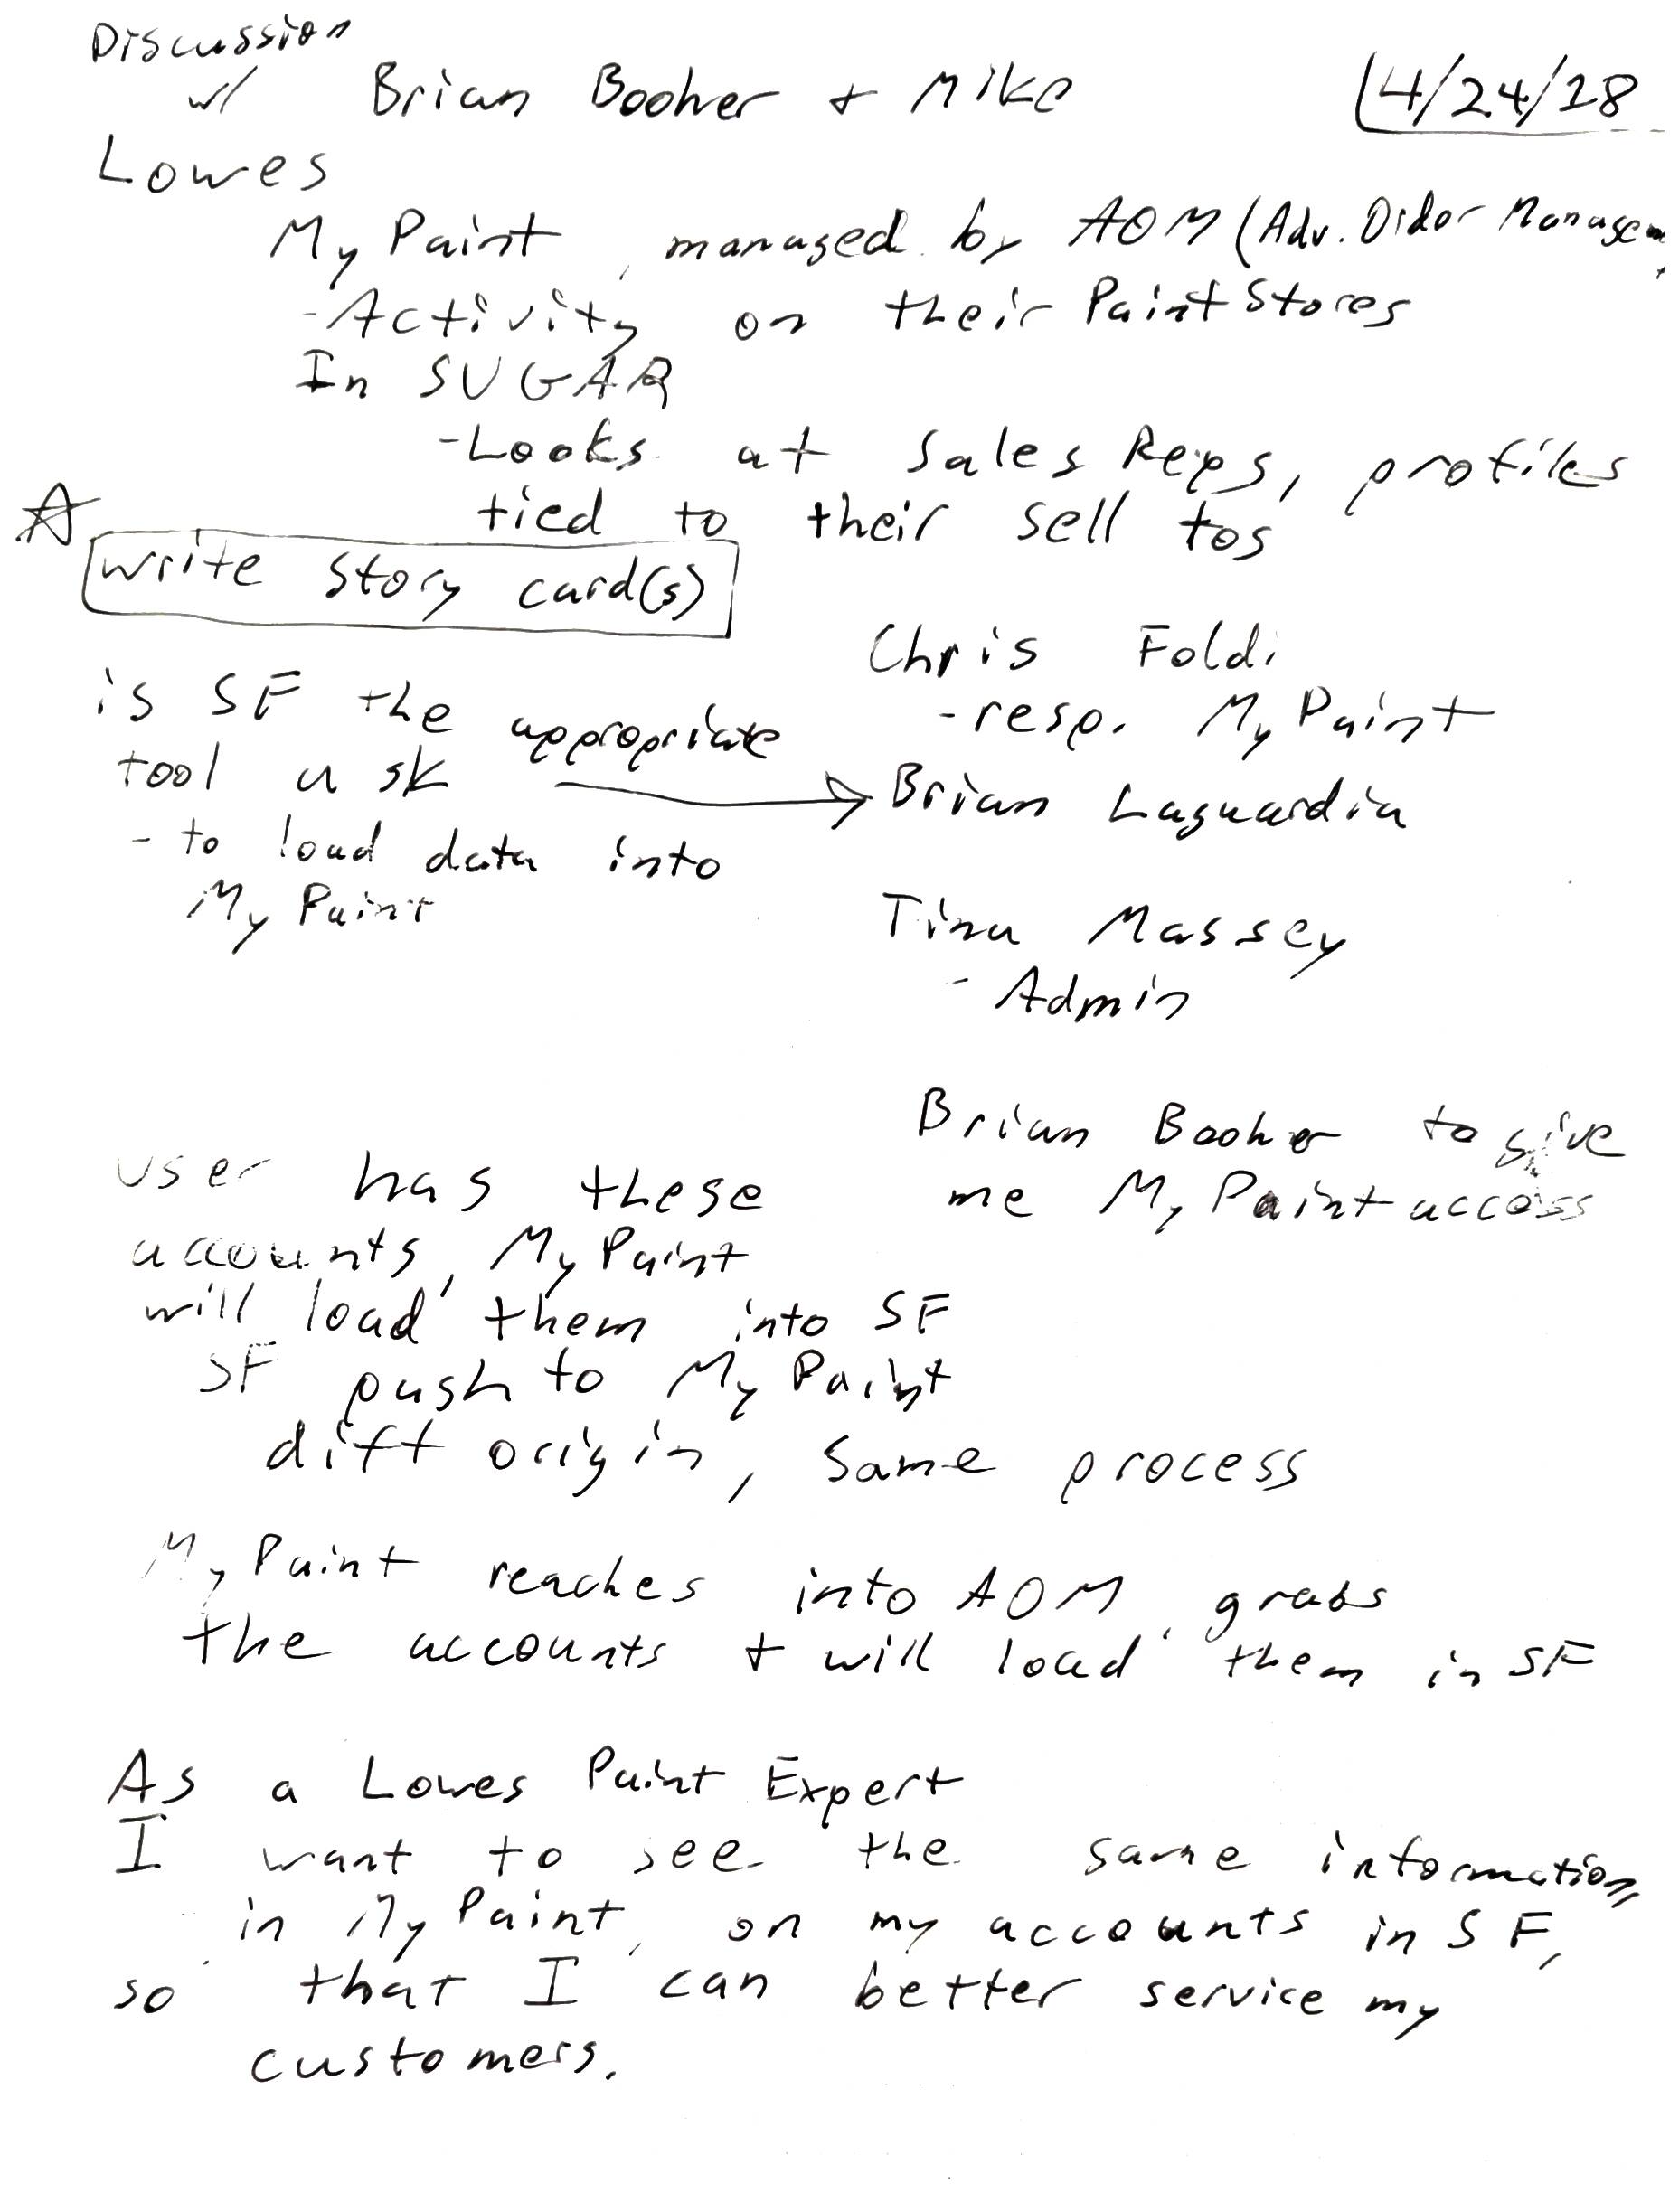 Discussion
w/ Brian Booher + Mike
4/24/18
Lowes
My Paint, managed by AOM (Adv. Order Managem
- Activity on their Paint Stores
In SUGAR
- Looks at Sales Reps, profiles
tied to their sell tos
☆
write story card(s)
is SF the appropriate
tool ask → Brian Laguardia
- to load data into
My Paint
Chris Foldi
- resp. My Paint
Tina Massey
- Admin
Brian Booher to give
me My Paint access
user has these
accounts, My Paint
will load them into SF
SF push to My Paint
diff origin, same process
My Paint reaches into AOM, grabs
the accounts + will load them in SF
As a Lowes Paint Expert
I want to see the same information,
in My Paint, on my accounts in SF,
so that I can better service my
customers.